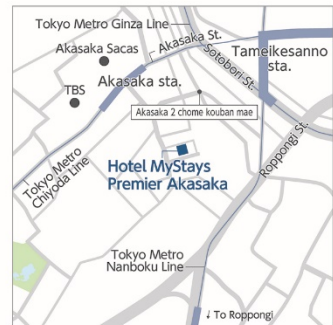 Tokyo Metro Ginza Line
Akasaka St.
Akasaka Sacas
Sotobori St.
Tameikesanno
sta.
Akasaka sta.
TBS
Akasaka 2 chome kouban mae
Roppongi St.
Hotel MyStays
Premier Akasaka
Tokyo Metro
Chiyoda Line
Tokyo Metro
Nanboku Line
↓ To Roppongi